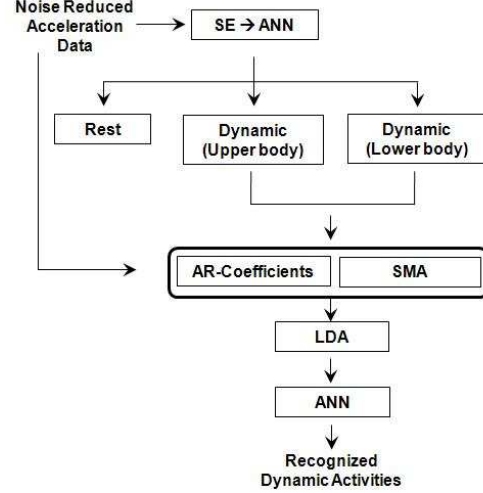 Noise Reduced
Acceleration
Data
SE → ANN
Rest
Dynamic
(Upper body)
Dynamic
(Lower body)
AR-Coefficients
SMA
LDA
ANN
Recognized
Dynamic Activities